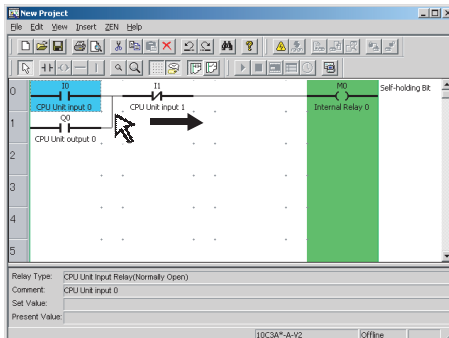 New Project
File Edit View Insert ZEN Help
0
I0
I1
M0
Self-holding Bit
CPU Unit input 0
CPU Unit input 1
Internal Relay 0
1
Q0
CPU Unit output 0
2
3
4
5
Relay Type: CPU Unit Input Relay(Normally Open)
Comment: CPU Unit input 0
Set Value:
Present Value:
10C3A*-A-V2 Offline